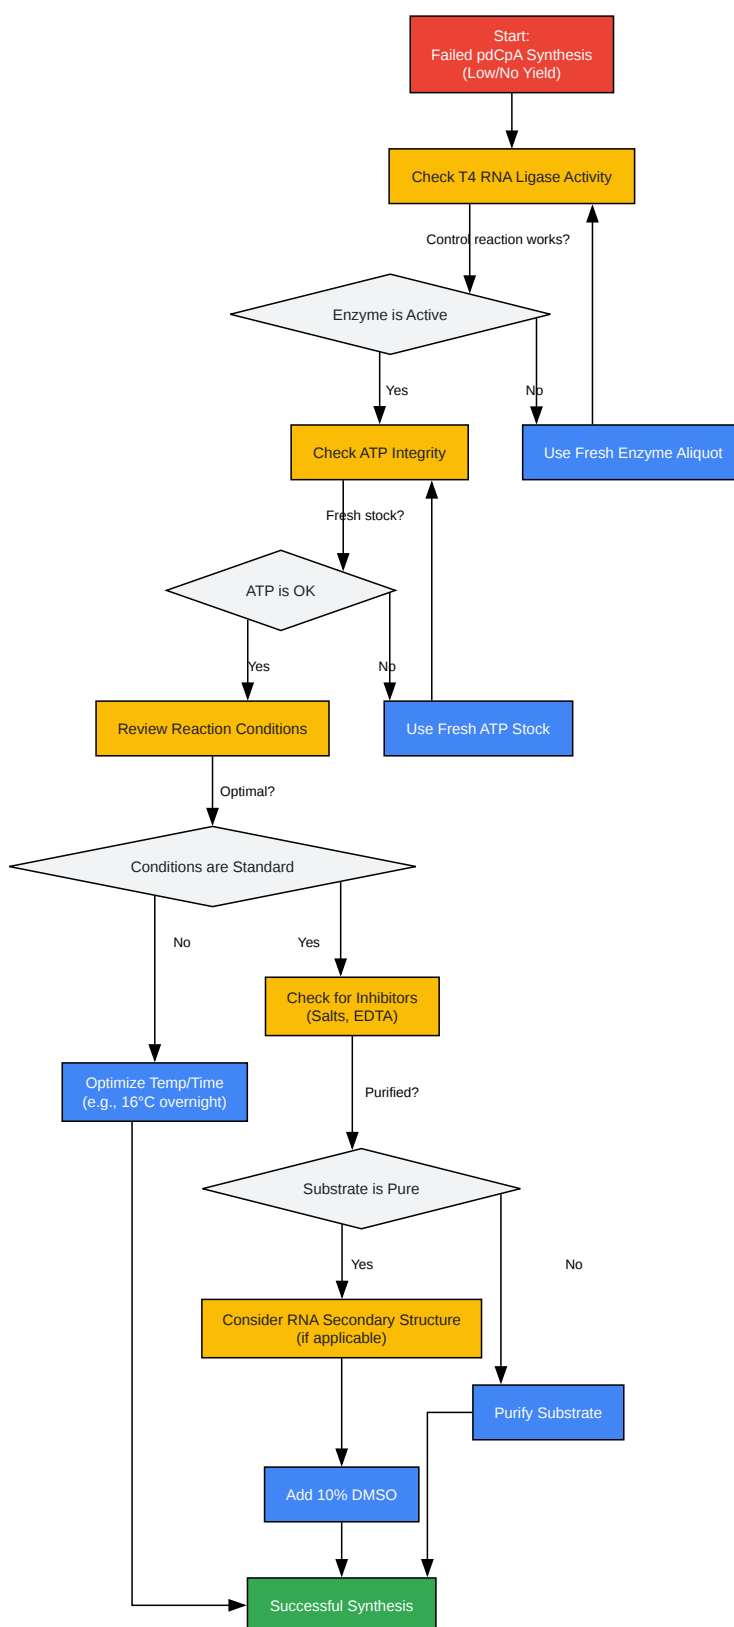 Start:
Failed pdCpA Synthesis
(Low/No Yield)
Check T4 RNA Ligase Activity
Control reaction works?
Enzyme is Active
Yes
No
Check ATP Integrity
Use Fresh Enzyme Aliquot
Fresh stock?
ATP is OK
Yes
No
Review Reaction Conditions
Use Fresh ATP Stock
Optimal?
Conditions are Standard
No
Yes
Check for Inhibitors
(Salts, EDTA)
Optimize Temp/Time
(e.g., 16°C overnight)
Purified?
Substrate is Pure
Yes
No
Consider RNA Secondary Structure
(if applicable)
Purify Substrate
Add 10% DMSO
Successful Synthesis